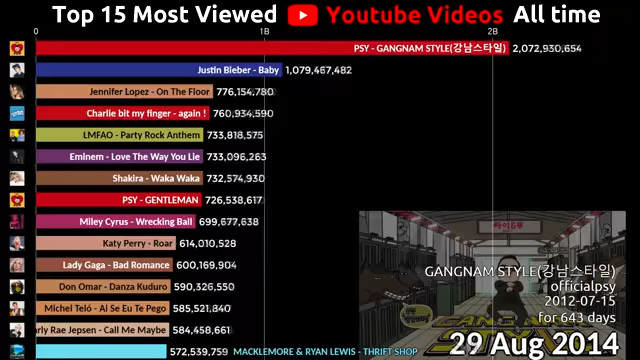 Top 15 Most Viewed Youtube Videos All time
0 1B 2B
PSY - GANGNAM STYLE(강남스타일) 2,072,930,654
Justin Bieber - Baby 1,079,467,482
Jennifer Lopez - On The Floor 776,154,780
Charlie bit my finger - again ! 760,934,590
LMFAO - Party Rock Anthem 733,818,575
Eminem - Love The Way You Lie 733,096,263
Shakira - Waka Waka 732,574,930
PSY - GENTLEMAN 726,538,617
Miley Cyrus - Wrecking Ball 699,677,638
Katy Perry - Roar 614,010,528
Lady Gaga - Bad Romance 600,169,904
Don Omar - Danza Kuduro 590,326,550
Michel Teló - Ai Se Eu Te Pego 585,521,840
arly Rae Jepsen - Call Me Maybe 584,458,661
572,539,759 MACKLEMORE & RYAN LEWIS - THRIFT SHOP
GANGNAM STYLE(강남스타일)
officialpsy
2012-07-15
for 643 days
GANGNAM
STYLE
29 Aug 2014